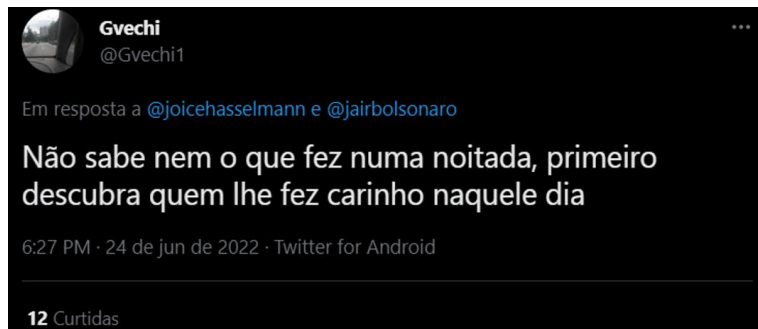 Gvechi
@Gvechi1
Em resposta a @joicehasselmann e @jairbolsonaro
Não sabe nem o que fez numa noitada, primeiro
descubra quem lhe fez carinho naquele dia
6:27 PM · 24 de jun de 2022 · Twitter for Android
12 Curtidas